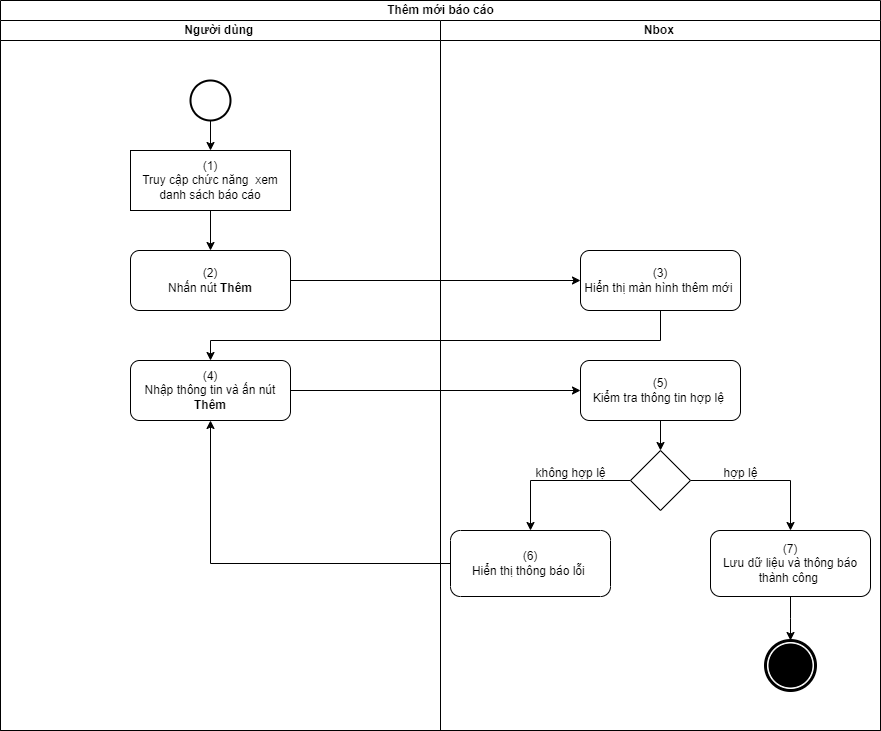 Thêm mới báo cáo
Người dùng
Nbox
(1)
Truy cập chức năng xem
danh sách báo cáo
(2)
Nhấn nút Thêm
(3)
Hiển thị màn hình thêm mới
(4)
Nhập thông tin và ấn nút
Thêm
(5)
Kiểm tra thông tin hợp lệ
không hợp lệ
hợp lệ
(6)
Hiển thị thông báo lỗi
(7)
Lưu dữ liệu và thông báo
thành công